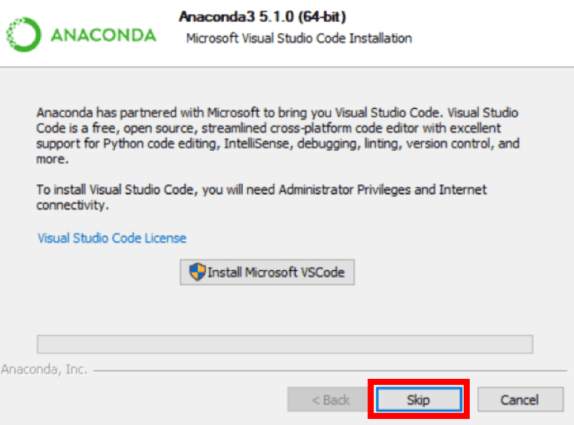 ANACONDA
Anaconda3 5.1.0 (64-bit)
Microsoft Visual Studio Code Installation
Anaconda has partnered with Microsoft to bring you Visual Studio Code. Visual Studio
Code is a free, open source, streamlined cross-platform code editor with excellent
support for Python code editing, IntelliSense, debugging, linting, version control, and
more.
To install Visual Studio Code, you will need Administrator Privileges and Internet
connectivity.
Visual Studio Code License
Install Microsoft VSCode
Anaconda, Inc.
< Back
Skip
Cancel